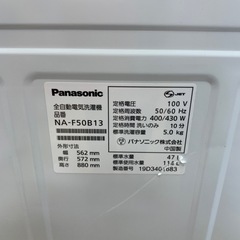 Panasonic
全自動電気洗濯機
品番
NA-F50B13
外形寸法
幅 562 mm
奥行 572 mm
高さ 880 mm
JET
定格電圧 100 V
定格周波数 50/60 Hz
定格消費電力 400/430 W
定格時間 洗いのみ 10 分
標準洗濯容量 5.0 kg
パナソニック株式会社
中国製
標準水量 47
標準使用水量 114
製造番号